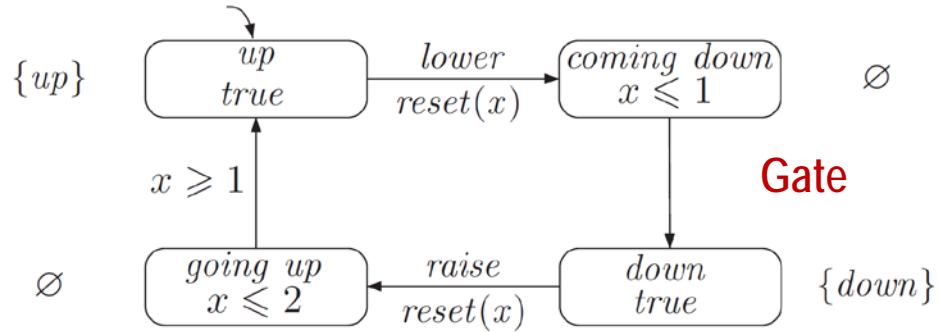 {up}
up
true
lower
reset(x)
coming down
x ⩽ 1
∅
x ⩾ 1
Gate
∅
going up
x ⩽ 2
raise
reset(x)
down
true
{down}